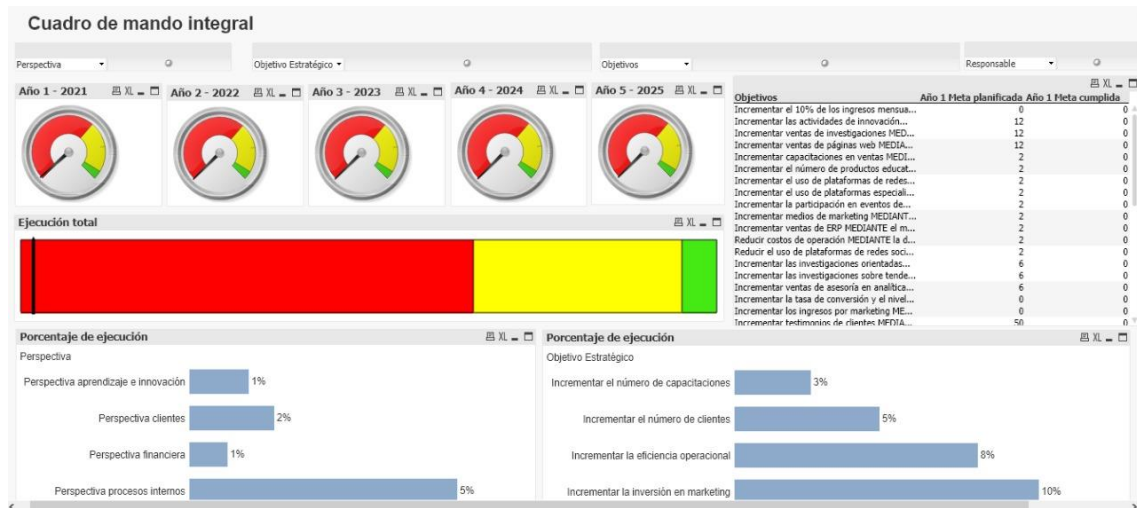 Cuadro de mando integral
Perspectiva
Objetivo Estratégico
Objetivos
Responsable
Año 1 - 2021 XL
Año 2 - 2022 XL
Año 3 - 2023 XL
Año 4 - 2024 XL
Año 5 - 2025 XL
XL
Objetivos Año 1 Meta planificada Año 1 Meta cumplida
Incrementar el 10% de los ingresos mensua... 0 0
Incrementar las actividades de innovación... 12 0
Incrementar ventas de investigaciones MED... 12 0
Incrementar ventas de páginas web MEDIA... 12 0
Incrementar capacitaciones en ventas MEDI... 2 0
Incrementar el número de productos educat... 2 0
Incrementar el uso de plataformas de redes... 2 0
Incrementar el uso de plataformas especiali... 2 0
Incrementar la participación en eventos de... 2 0
Incrementar medios de marketing MEDIANT... 2 0
Incrementar ventas de ERP MEDIANTE el m... 2 0
Reducir costos de operación MEDIANTE la d... 2 0
Reducir el uso de plataformas de redes soci... 2 0
Incrementar las investigaciones orientadas... 6 0
Incrementar las investigaciones sobre tende... 6 0
Incrementar ventas de asesoría en analítica... 6 0
Incrementar la tasa de conversión y el nivel... 0 0
Incrementar los ingresos por marketing ME... 0 0
Incrementar testimonios de clientes MEDIA... 50 0
Ejecución total XL
Porcentaje de ejecución XL
Perspectiva
Perspectiva aprendizaje e innovación 1%
Perspectiva clientes 2%
Perspectiva financiera 1%
Perspectiva procesos internos 5%
Porcentaje de ejecución XL
Objetivo Estratégico
Incrementar el número de capacitaciones 3%
Incrementar el número de clientes 5%
Incrementar la eficiencia operacional 8%
Incrementar la inversión en marketing 10%